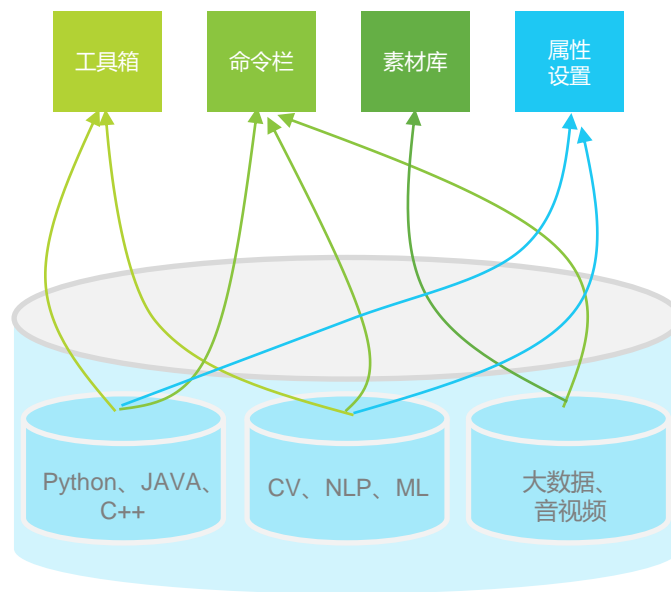 工具箱
命令栏
素材库
属性
设置
Python、JAVA、
C++
CV、NLP、ML
大数据、
音视频